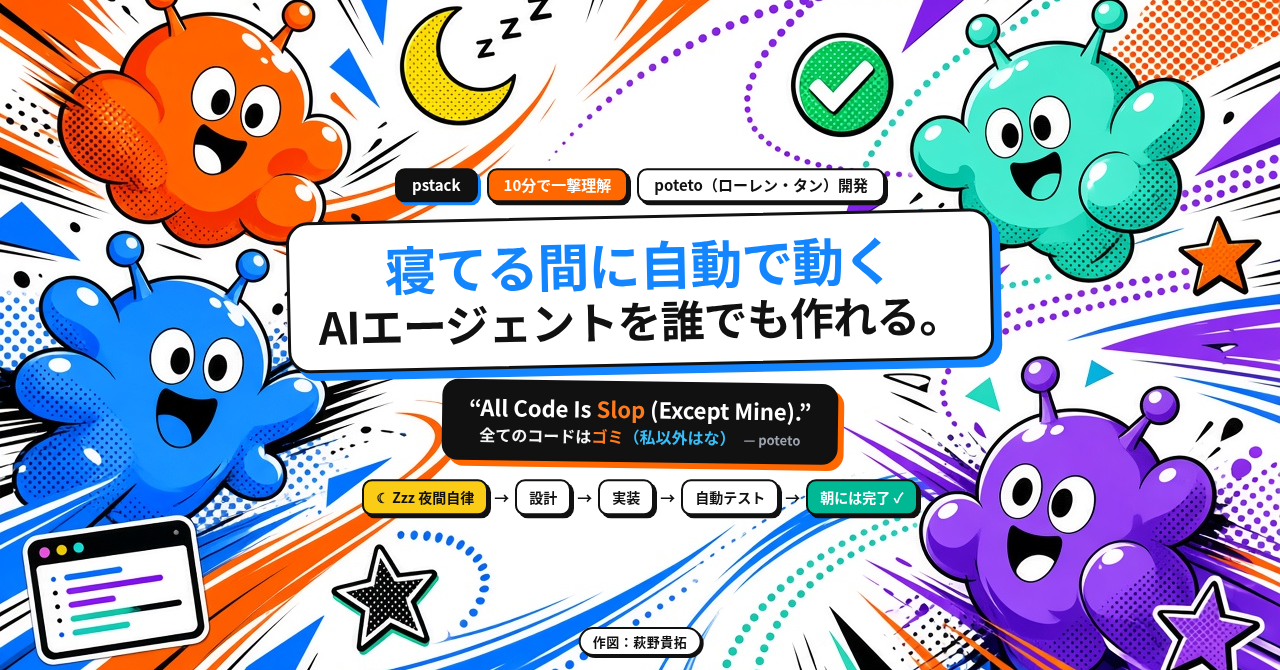 z z z
pstack
10分で一撃理解
poteto（ローレン・タン）開発
寝てる間に自動で動く
AIエージェントを誰でも作れる。
“All Code Is Slop (Except Mine).”
全てのコードはゴミ（私以外はな） — poteto
☾ Zzz 夜間自律 → 設計 → 実装 → 自動テスト → 朝には完了 ✓
作図：萩野貴拓